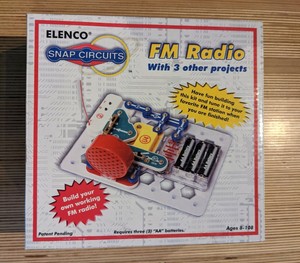 ELENCO®
SNAP CIRCUITS
FM Radio
With 3 other projects
Have fun building
this kit and tune it to your
favorite FM station when
you are finished!
Build your
own working
FM radio!
Patent Pending
Requires three (3) "AA" batteries.
Ages 8-108